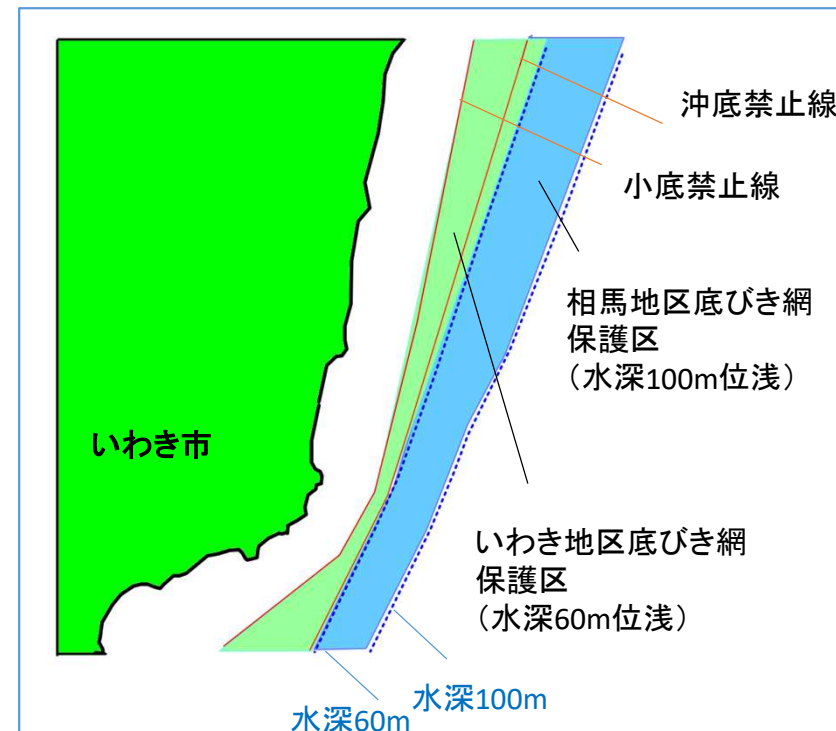 沖底禁止線
小底禁止線
相馬地区底びき網
保護区
（水深100m位浅）
いわき市
いわき地区底びき網
保護区
（水深60m位浅）
水深100m
水深60m